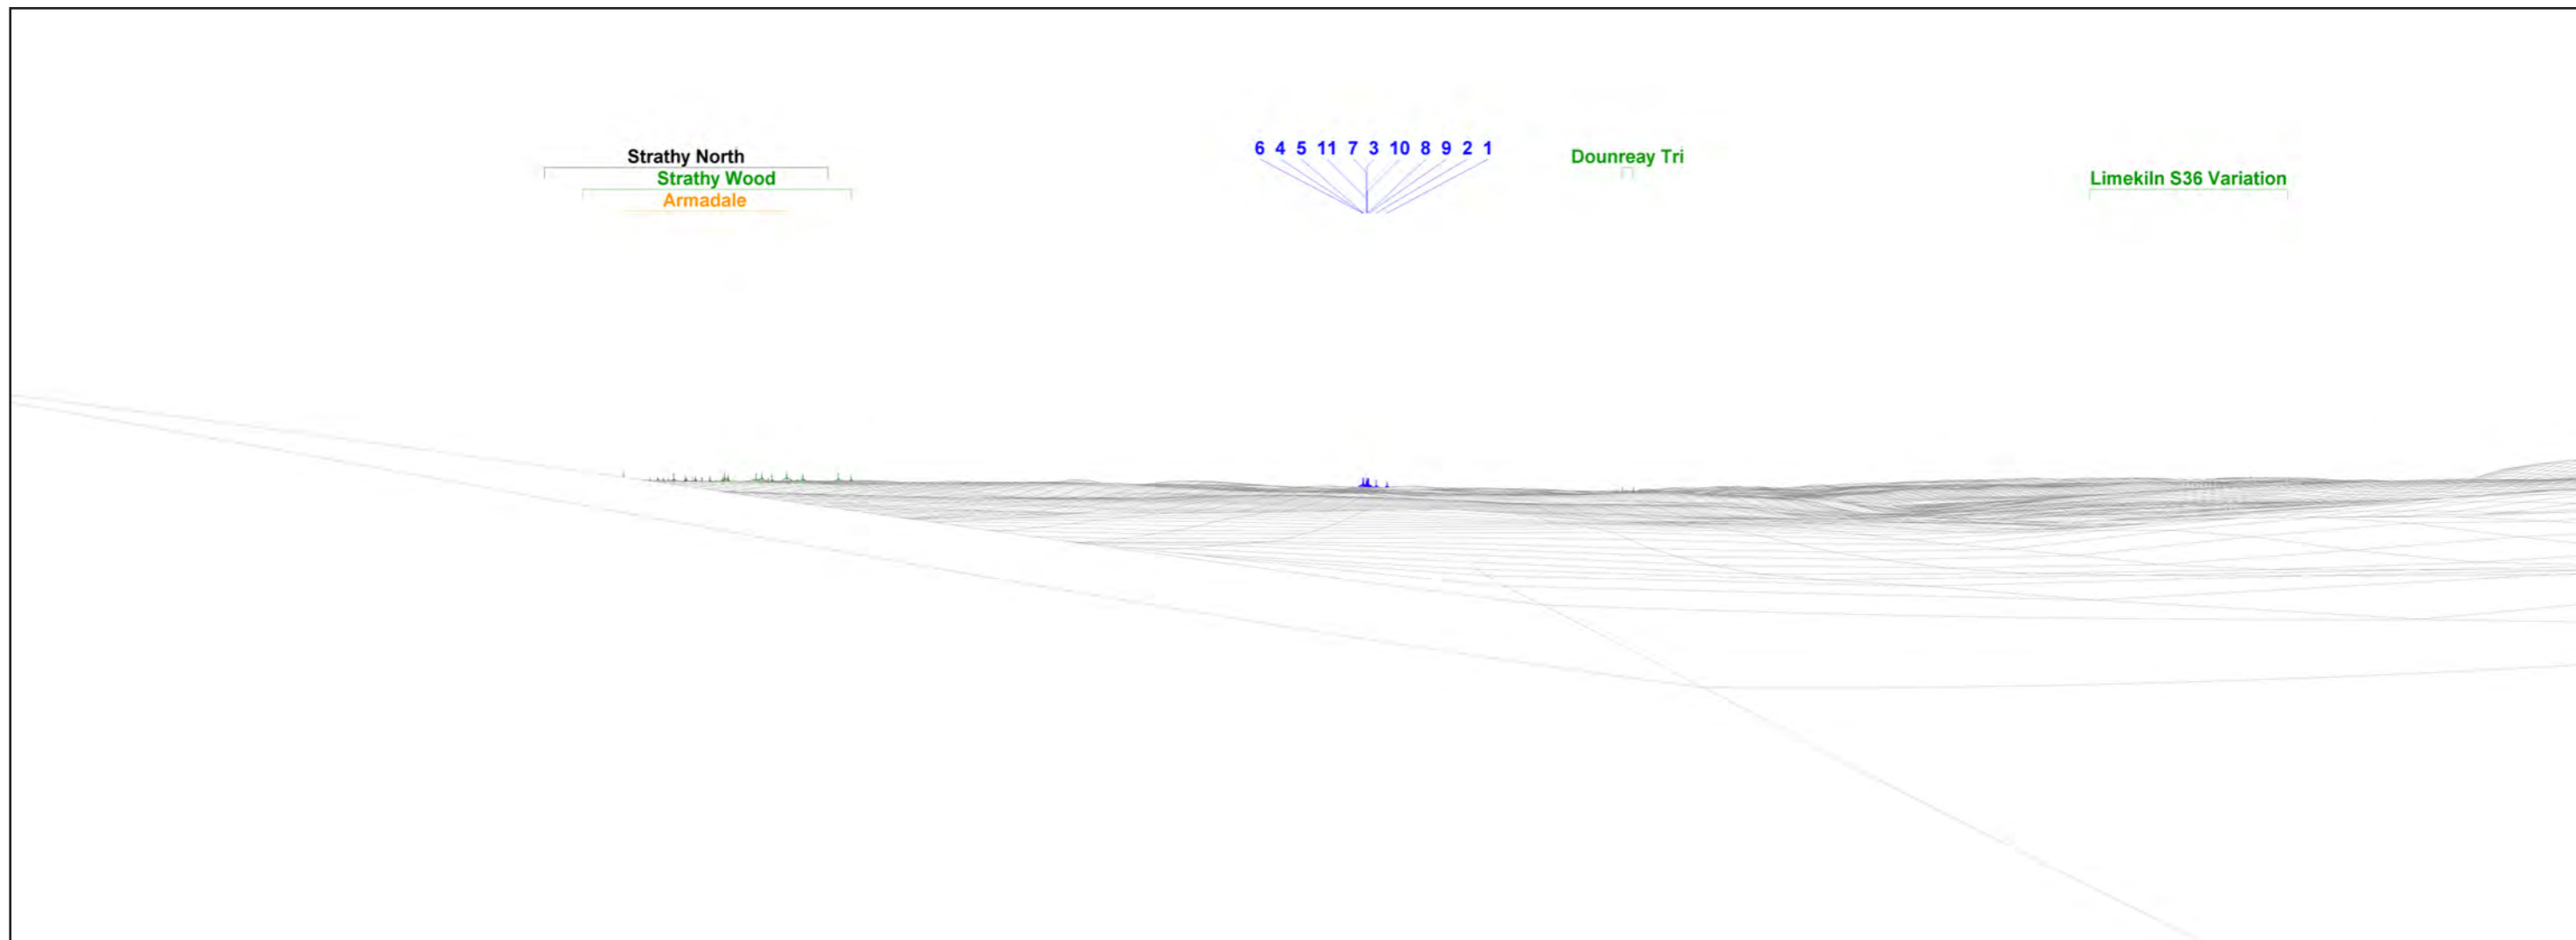 Strathy North
Strathy Wood
Armadale
6 4 5 11 7 3 10 8 9 2 1
Dounreay Tri
Limekiln S36 Variation